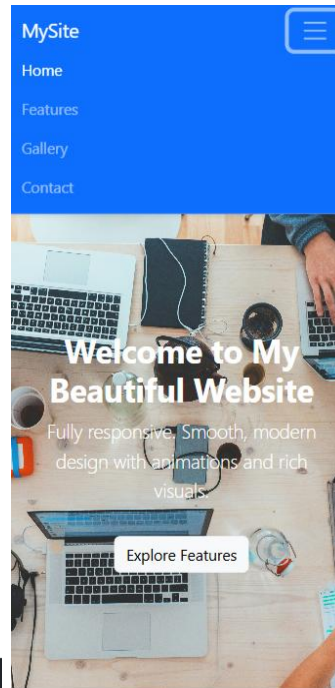 MySite
Home
Features
Gallery
Contact
Welcome to My
Beautiful Website
Fully responsive. Smooth, modern
design with animations and rich
visuals.
Explore Features